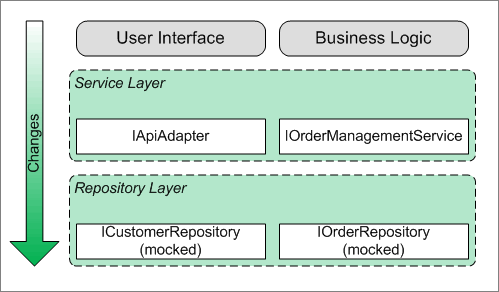 User Interface
Business Logic
Service Layer
IApiAdapter
IOrderManagementService
Changes
Repository Layer
ICustomerRepository
(mocked)
IOrderRepository
(mocked)